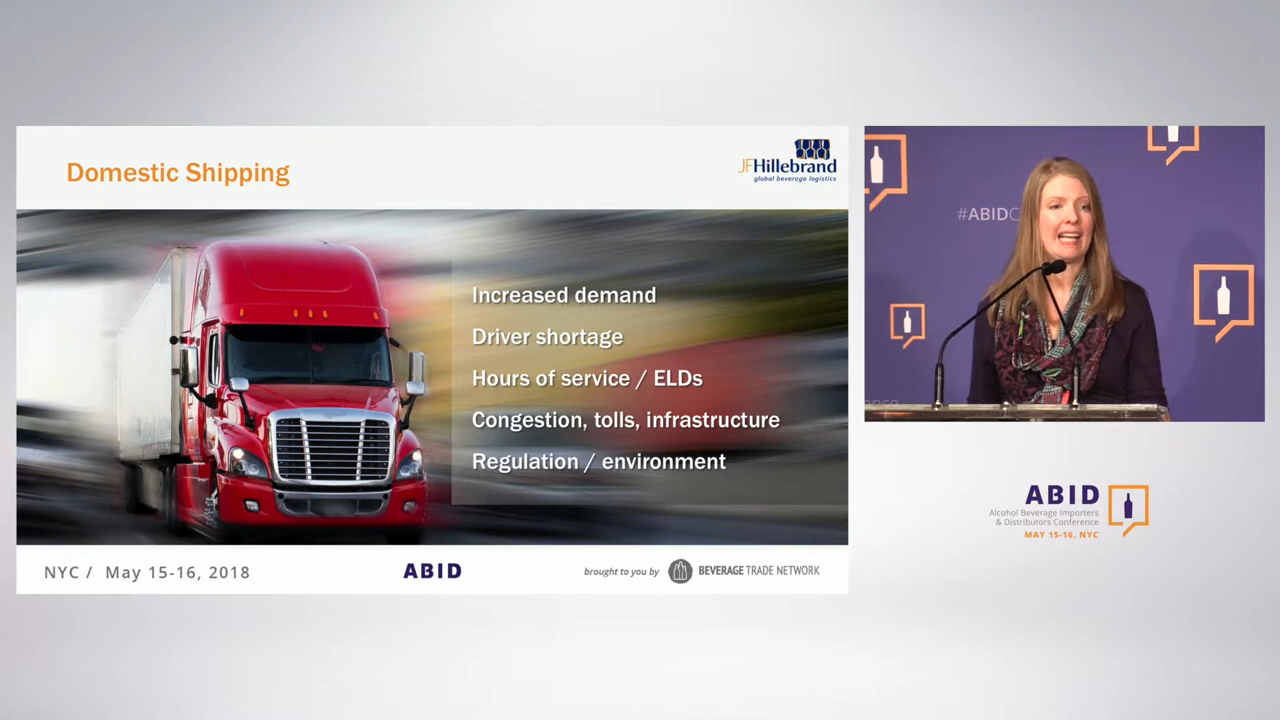 Domestic Shipping
JFHillebrand
global beverage logistics
Increased demand
Driver shortage
Hours of service / ELDs
Congestion, tolls, infrastructure
Regulation / environment
NYC / May 15-16, 2018
ABID
brought to you by
BEVERAGE TRADE NETWORK
#ABIDC
ABID
Alcohol Beverage Importers
& Distributors Conference
MAY 15-16, NYC